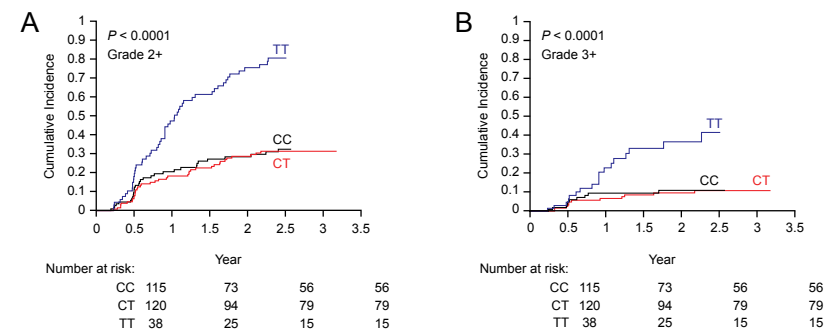 A
P < 0.0001
Grade 2+
Cumulative Incidence
1
0.9
0.8
0.7
0.6
0.5
0.4
0.3
0.2
0.1
0
TT
CC
CT
0 0.5 1 1.5 2 2.5 3 3.5
Year
Number at risk:
CC 115 73 56 56
CT 120 94 79 79
TT 38 25 15 15
B
P < 0.0001
Grade 3+
Cumulative Incidence
1
0.9
0.8
0.7
0.6
0.5
0.4
0.3
0.2
0.1
0
TT
CC CT
0 0.5 1 1.5 2 2.5 3 3.5
Year
Number at risk:
CC 115 73 56 56
CT 120 94 79 79
TT 38 25 15 15